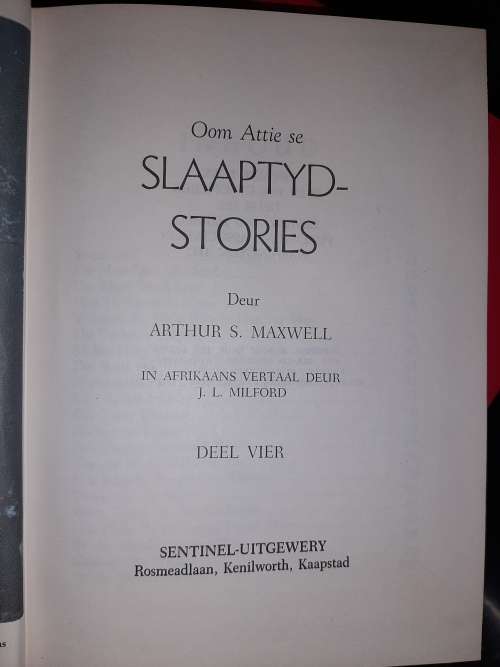 Oom Attie se
SLAAPTYD-
STORIES
Deur
ARTHUR S. MAXWELL
IN AFRIKAANS VERTAAL DEUR
J. L. MILFORD
DEEL VIER
SENTINEL-UITGEWERY
Rosmeadlaan, Kenilworth, Kaapstad